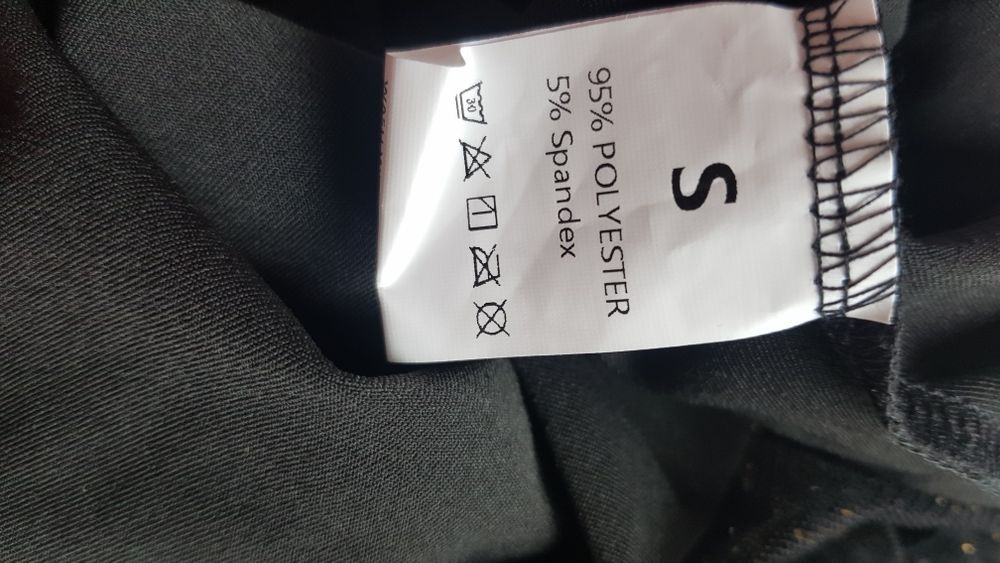 S
95% POLYESTER
5% Spandex
30